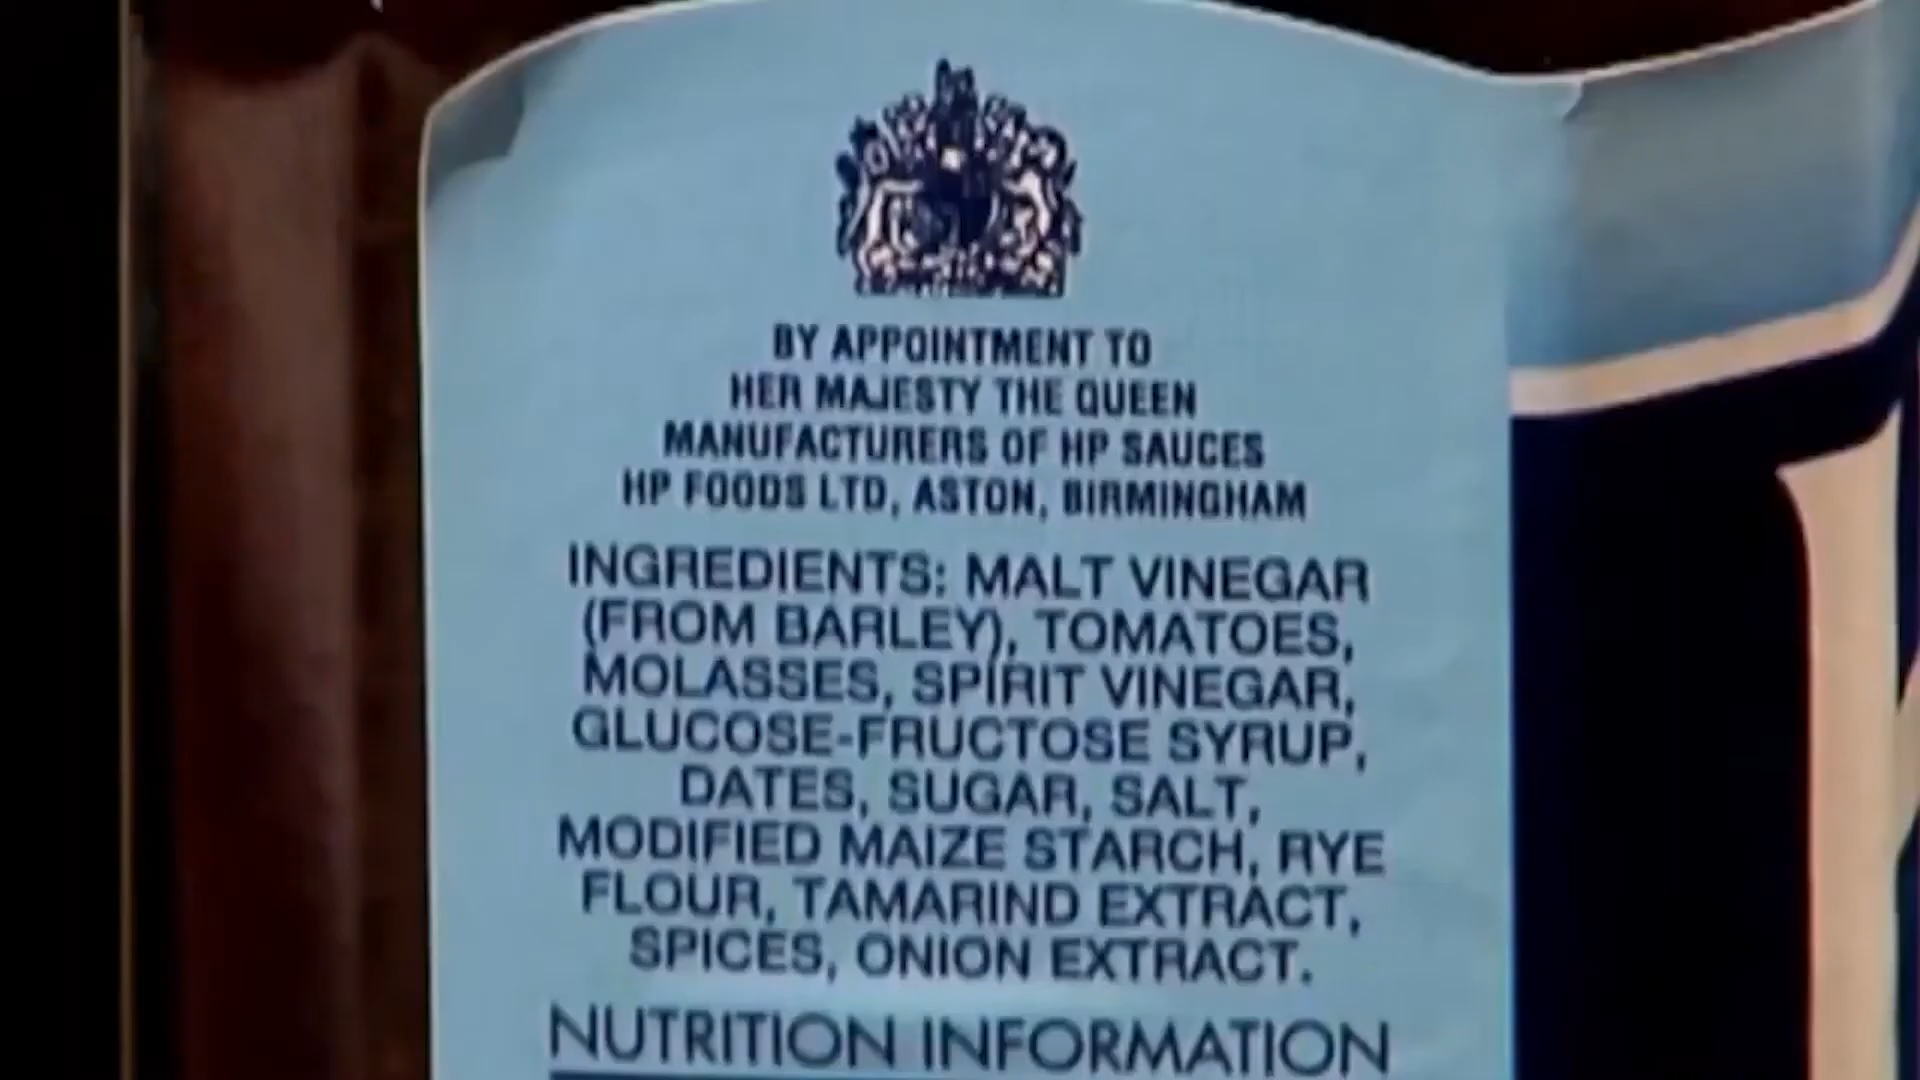 BY APPOINTMENT TO
HER MAJESTY THE QUEEN
MANUFACTURERS OF HP SAUCES
HP FOODS LTD, ASTON, BIRMINGHAM
INGREDIENTS: MALT VINEGAR
(FROM BARLEY), TOMATOES,
MOLASSES, SPIRIT VINEGAR,
GLUCOSE-FRUCTOSE SYRUP,
DATES, SUGAR, SALT,
MODIFIED MAIZE STARCH, RYE
FLOUR, TAMARIND EXTRACT,
SPICES, ONION EXTRACT.
NUTRITION INFORMATION